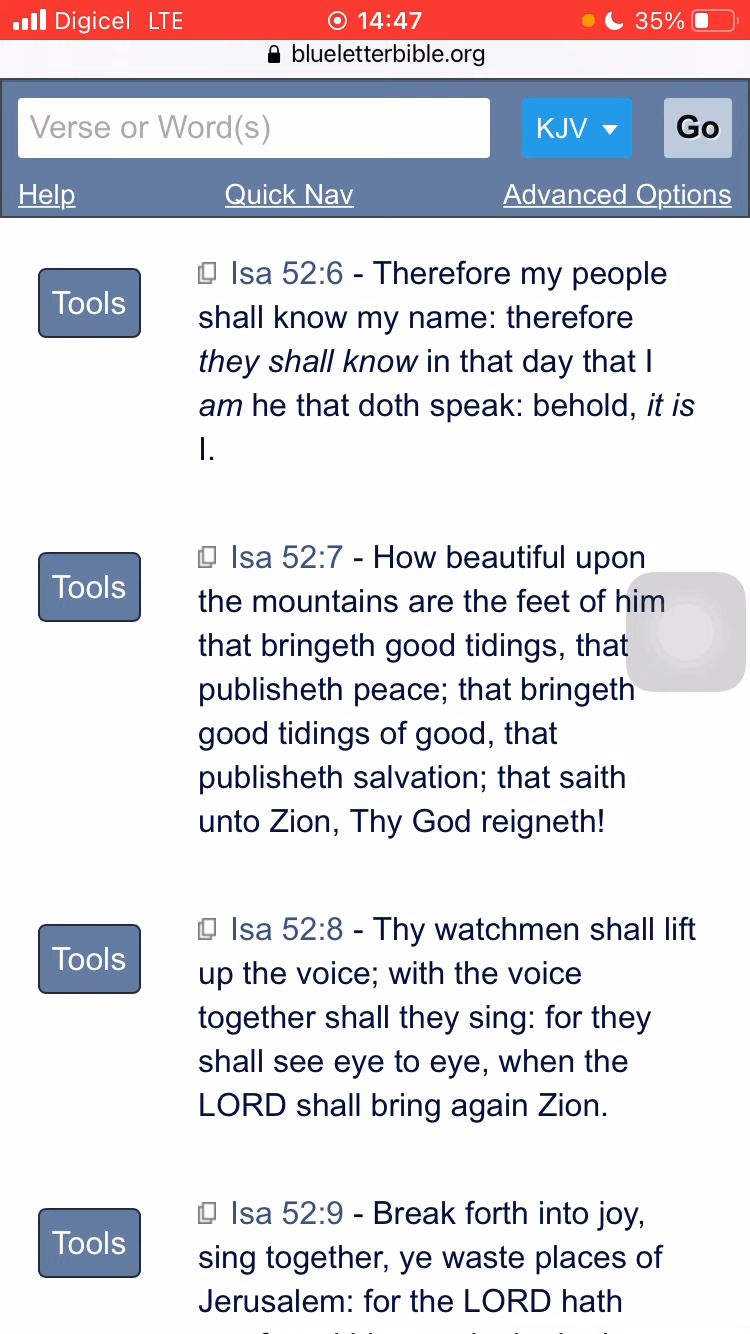 Digicel LTE 14:47 35%
blueletterbible.org
Verse or Word(s) KJV Go
Help Quick Nav Advanced Options
Tools
Isa 52:6 - Therefore my people
shall know my name: therefore
they shall know in that day that I
am he that doth speak: behold, it is
I.
Tools
Isa 52:7 - How beautiful upon
the mountains are the feet of him
that bringeth good tidings, that
publisheth peace; that bringeth
good tidings of good, that
publisheth salvation; that saith
unto Zion, Thy God reigneth!
Tools
Isa 52:8 - Thy watchmen shall lift
up the voice; with the voice
together shall they sing: for they
shall see eye to eye, when the
LORD shall bring again Zion.
Tools
Isa 52:9 - Break forth into joy,
sing together, ye waste places of
Jerusalem: for the LORD hath